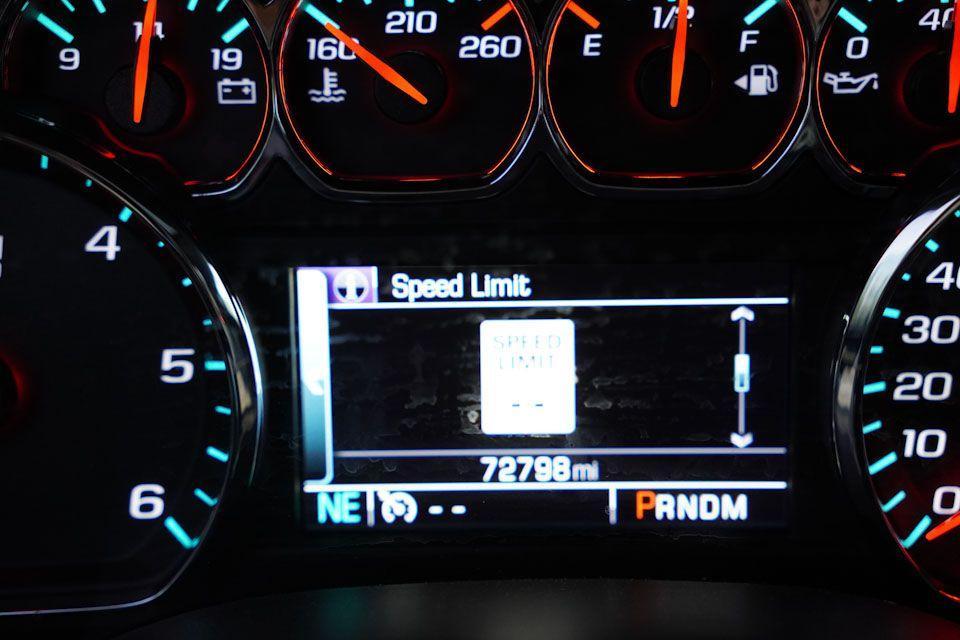 9 19
160 210 260
E 1/2 F
0 40
4
5
6
Speed Limit
SPEED
LIMIT
- -
72798mi
NE - - PRNDM
40
30
20
10
0